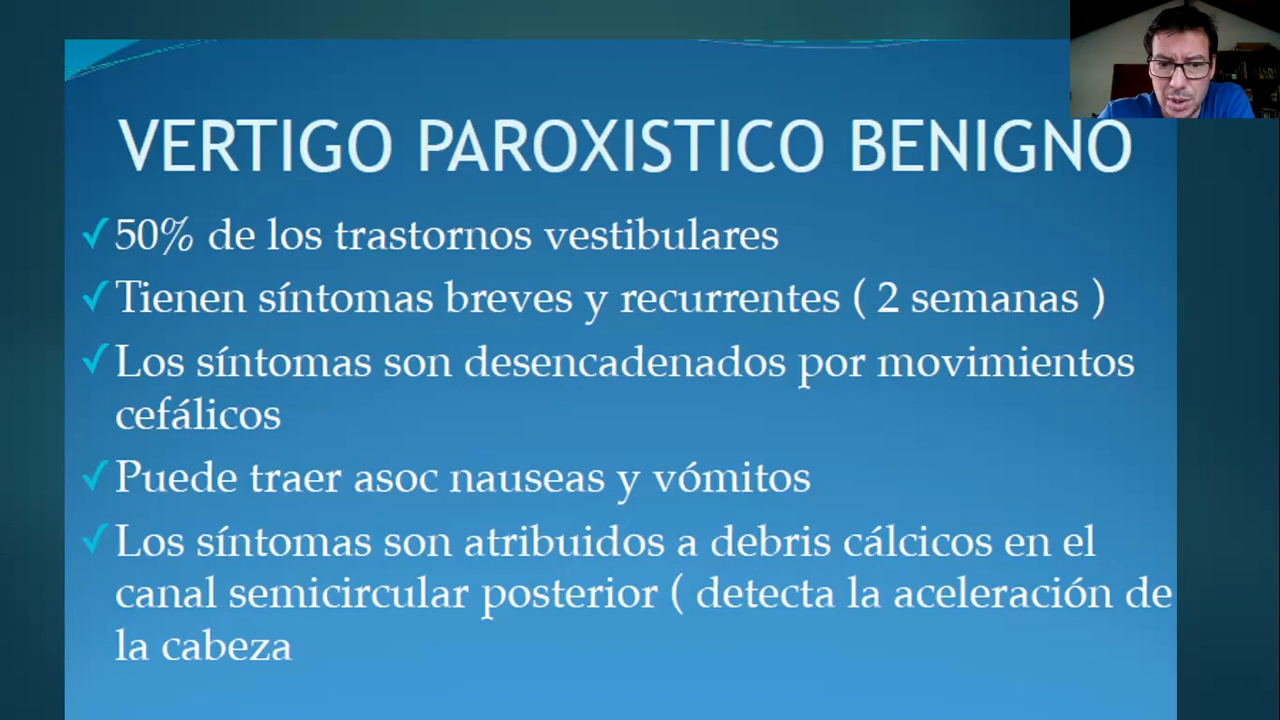 VERTIGO PAROXISTICO BENIGNO
✓50% de los trastornos vestibulares
✓Tienen síntomas breves y recurrentes ( 2 semanas )
✓Los síntomas son desencadenados por movimientos
cefálicos
✓Puede traer asoc nauseas y vómitos
✓Los síntomas son atribuidos a debris cálcicos en el
canal semicircular posterior ( detecta la aceleración de
la cabeza